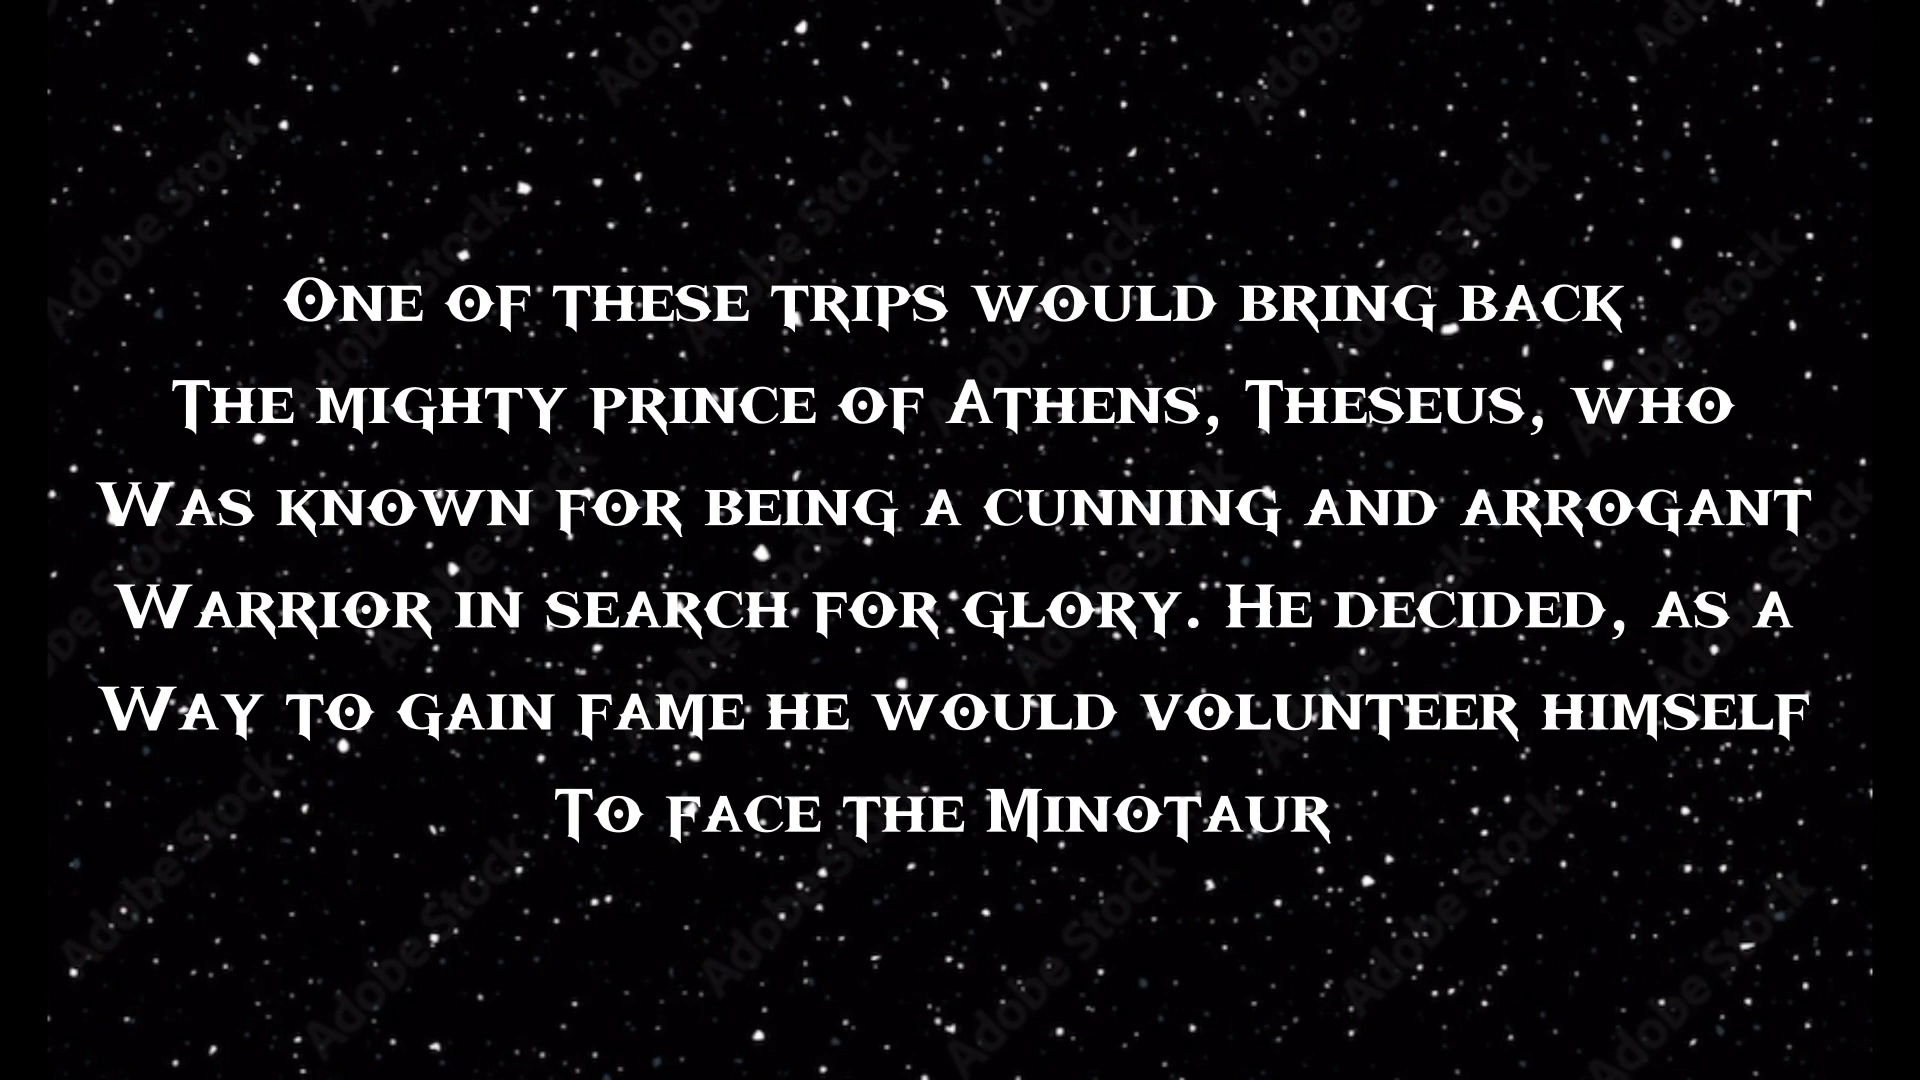 One of these trips would bring back
The mighty prince of Athens, Theseus, who
Was known for being a cunning and arrogant
Warrior in search for glory. He decided, as a
Way to gain fame he would volunteer himself
To face the Minotaur
Adobe Stock